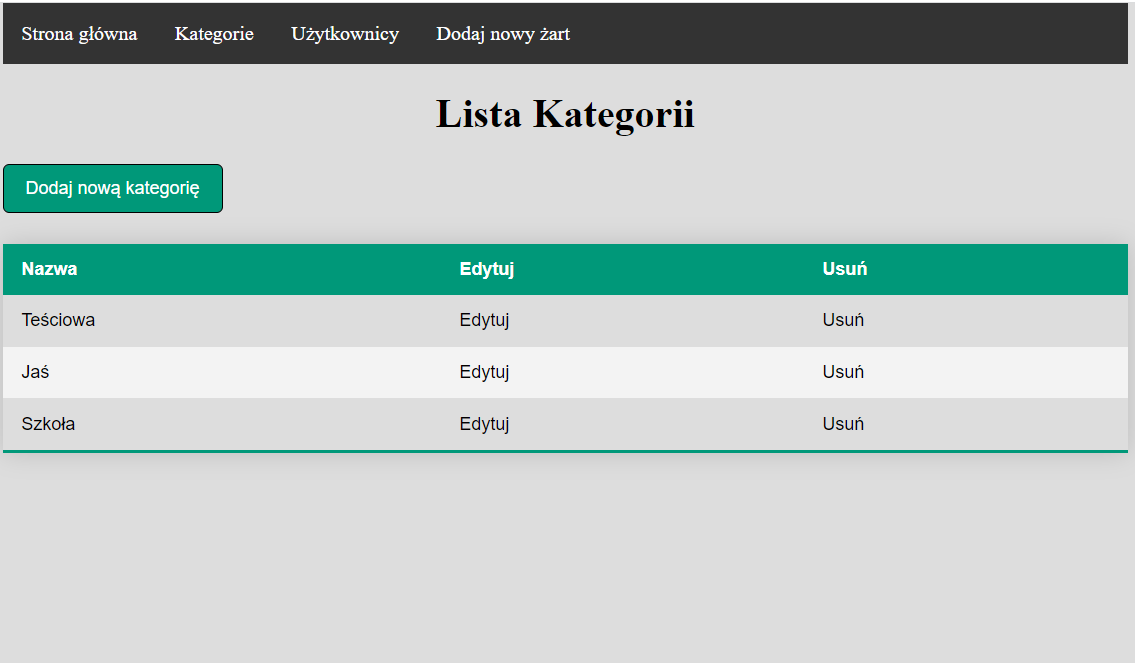 Strona główna Kategorie Użytkownicy Dodaj nowy żart
Lista Kategorii
Dodaj nową kategorię
Nazwa Edytuj Usuń
Teściowa Edytuj Usuń
Jaś Edytuj Usuń
Szkoła Edytuj Usuń